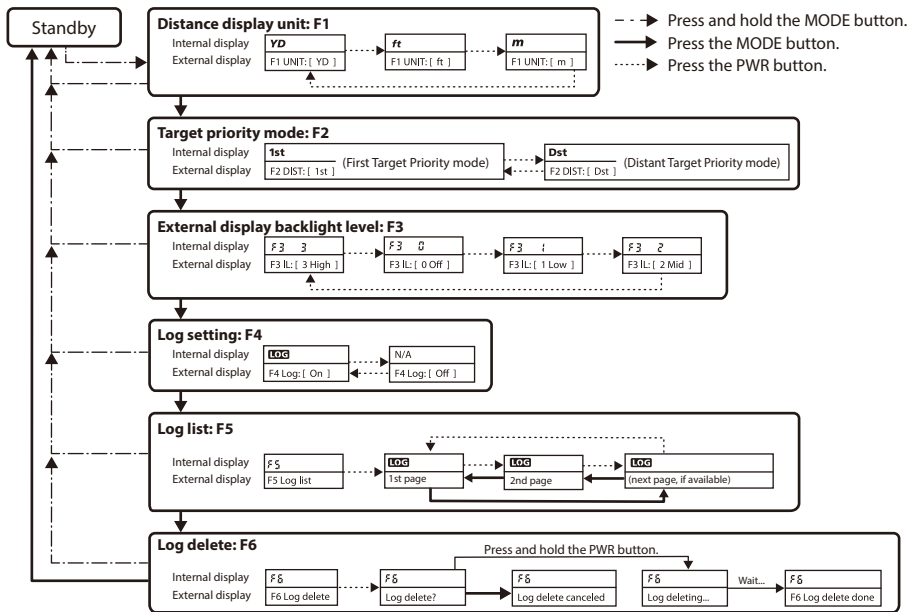 Standby
Press and hold the MODE button.
Press the MODE button.
Press the PWR button.
Distance display unit: F1
Internal display YD ft m
External display F1 UNIT: [ YD ] F1 UNIT: [ ft ] F1 UNIT: [ m ]
Target priority mode: F2
Internal display 1st (First Target Priority mode) Dst (Distant Target Priority mode)
External display F2 DIST: [ 1st ] F2 DIST: [ Dst ]
External display backlight level: F3
Internal display F3 3 F3 0 F3 1 F3 2
External display F3 IL: [ 3 High ] F3 IL: [ 0 Off ] F3 IL: [ 1 Low ] F3 IL: [ 2 Mid ]
Log setting: F4
Internal display LOG N/A
External display F4 Log: [ On ] F4 Log: [ Off ]
Log list: F5
Internal display F5 LOG LOG LOG
External display F5 Log list 1st page 2nd page (next page, if available)
Log delete: F6
Press and hold the PWR button.
Internal display F6 F6 F6 F6 Wait... F6
External display F6 Log delete Log delete? Log delete canceled Log deleting... F6 Log delete done